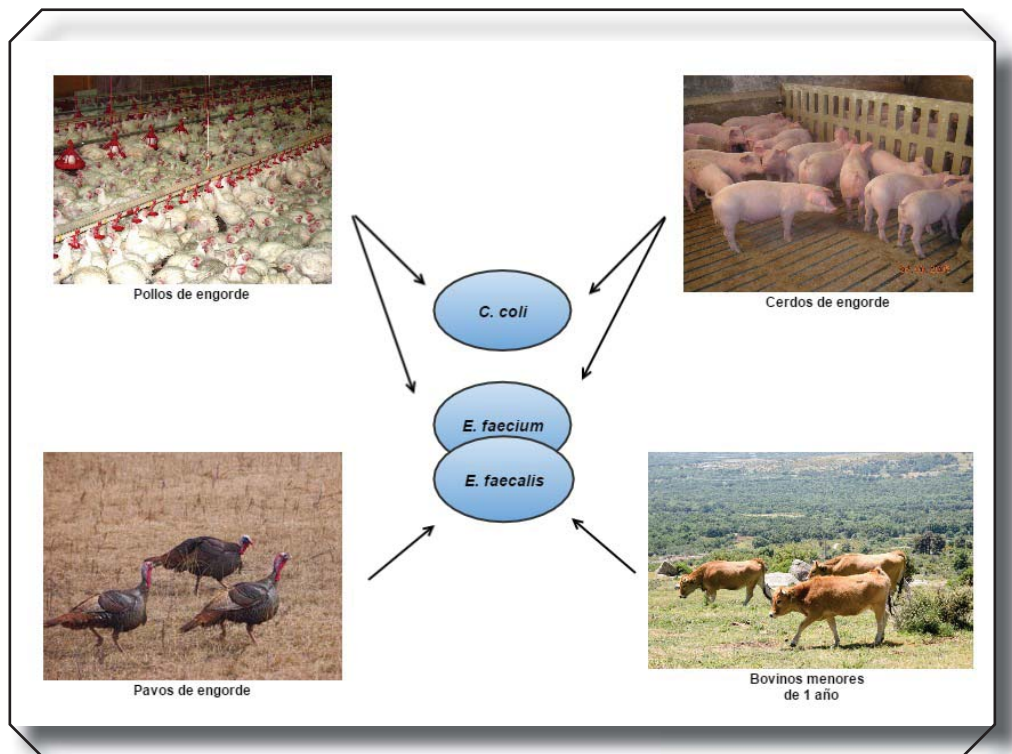 Pollos de engorde
Cerdos de engorde
C. coli
E. faecium
E. faecalis
Pavos de engorde
Bovinos menores
de 1 año